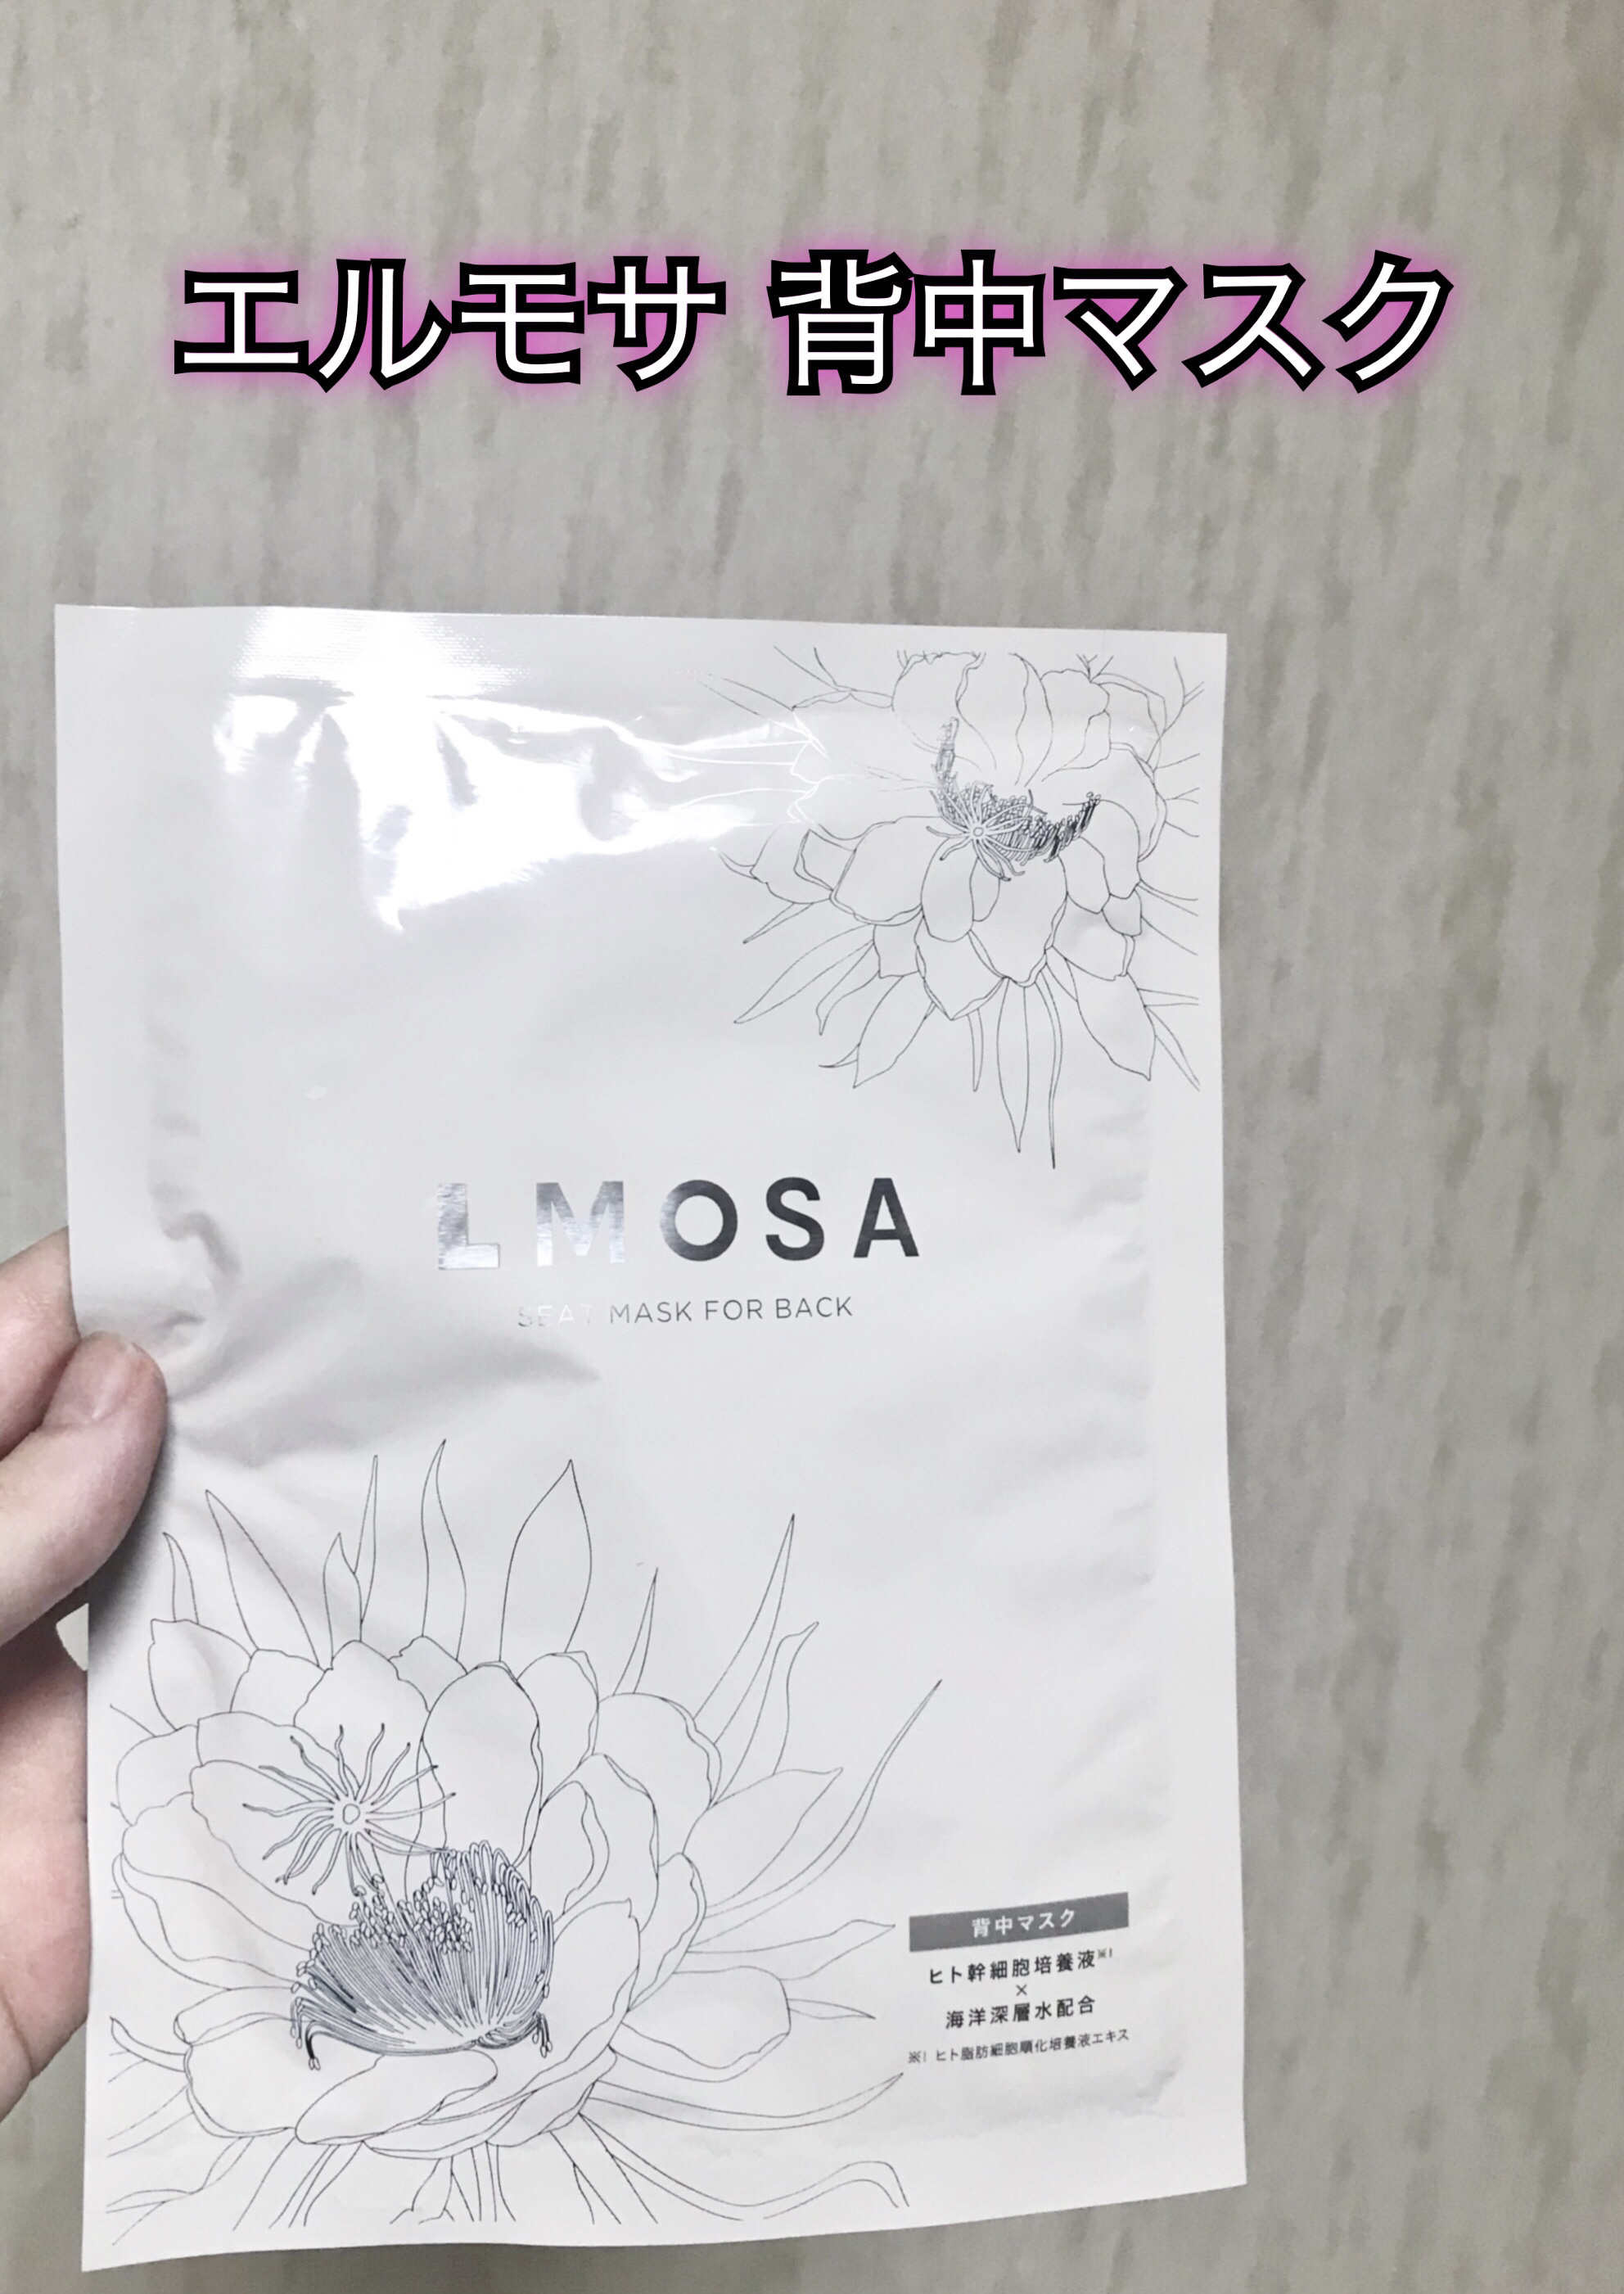 エルモサ 背中マスク
LMOSA
SEAT MASK FOR BACK
背中マスク
ヒト幹細胞培養液※1
×
海洋深層水配合
※1 ヒト脂肪細胞順化培養液エキス